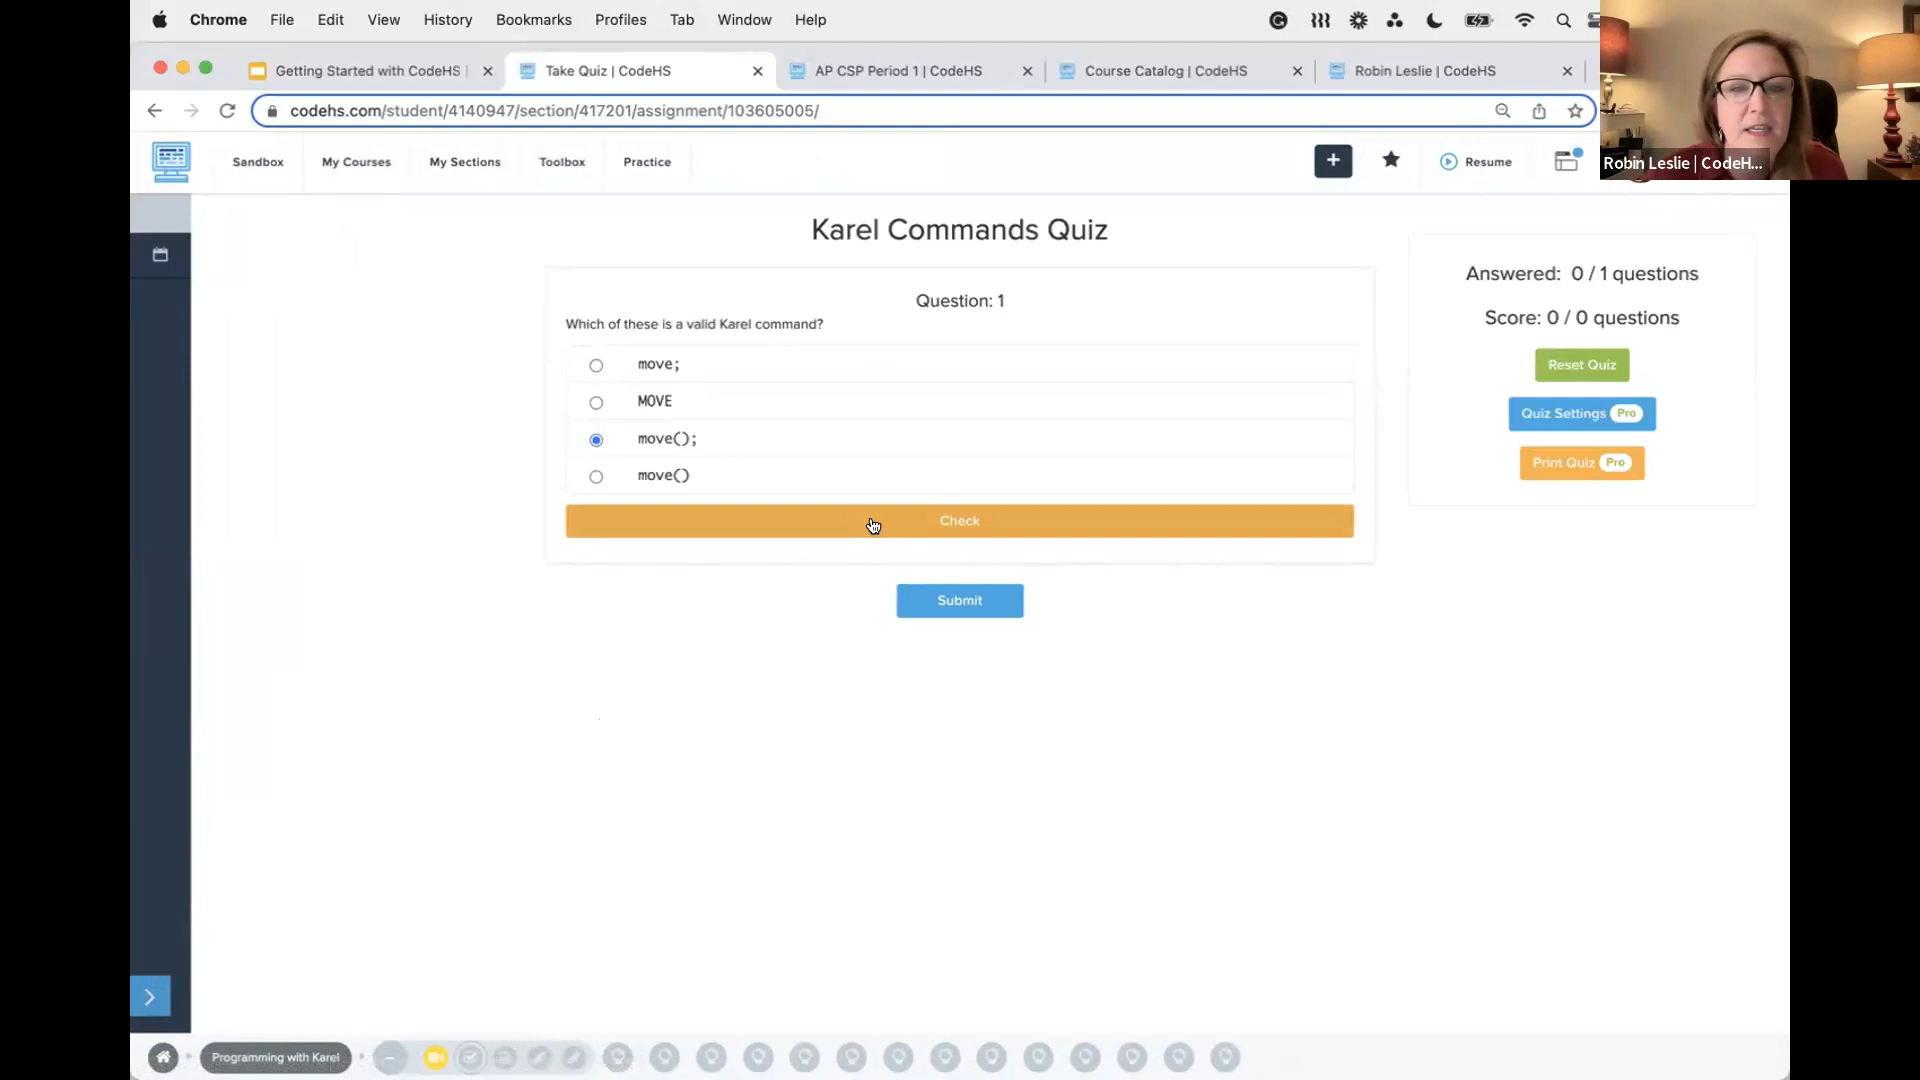 Chrome File Edit View History Bookmarks Profiles Tab Window Help
Getting Started with CodeHS |
Take Quiz | CodeHS
AP CSP Period 1 | CodeHS
Course Catalog | CodeHS
Robin Leslie | CodeHS
codehs.com/student/4140947/section/417201/assignment/103605005/
Robin Leslie | CodeH...
Sandbox My Courses My Sections Toolbox Practice
+ Resume
Karel Commands Quiz
Question: 1
Which of these is a valid Karel command?
move;
MOVE
move();
move()
Check
Submit
Answered: 0 / 1 questions
Score: 0 / 0 questions
Reset Quiz
Quiz Settings Pro
Print Quiz Pro
Programming with Karel